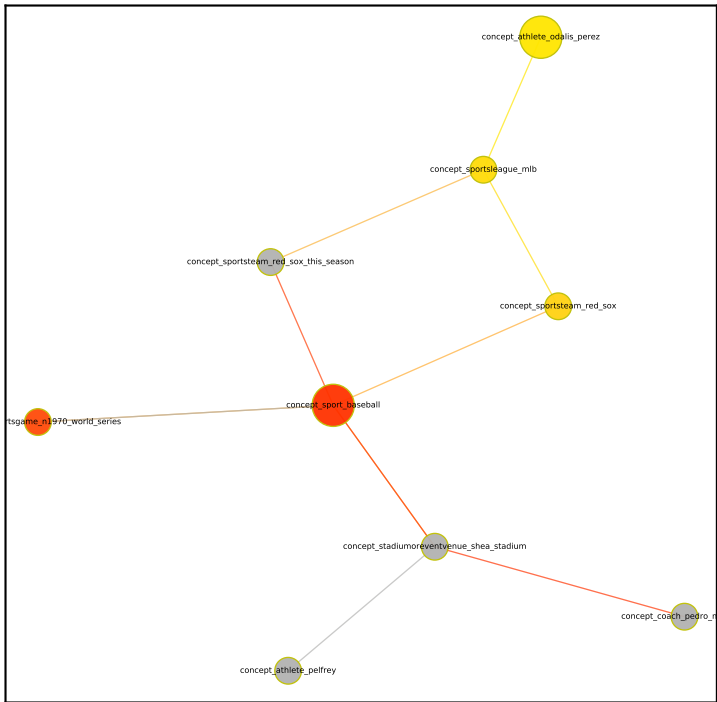 concept_athlete_odalis_perez
concept_sportsleague_mlb
concept_sportsteam_red_sox_this_season
concept_sportsteam_red_sox
concept_sport_baseball
rtsgame_n1970_world_series
concept_stadiumoreventvenue_shea_stadium
concept_coach_pedro_n
concept_athlete_pelfrey